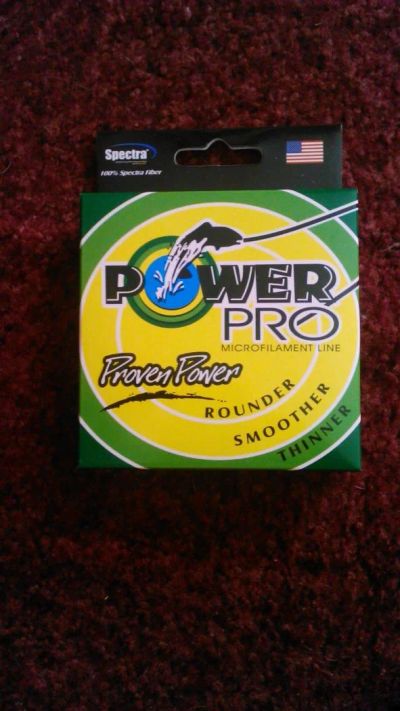 Spectra
100% Spectra Fiber
POWER
PRO
MICROFILAMENT LINE
Proven Power
ROUNDER
SMOOTHER
THINNER